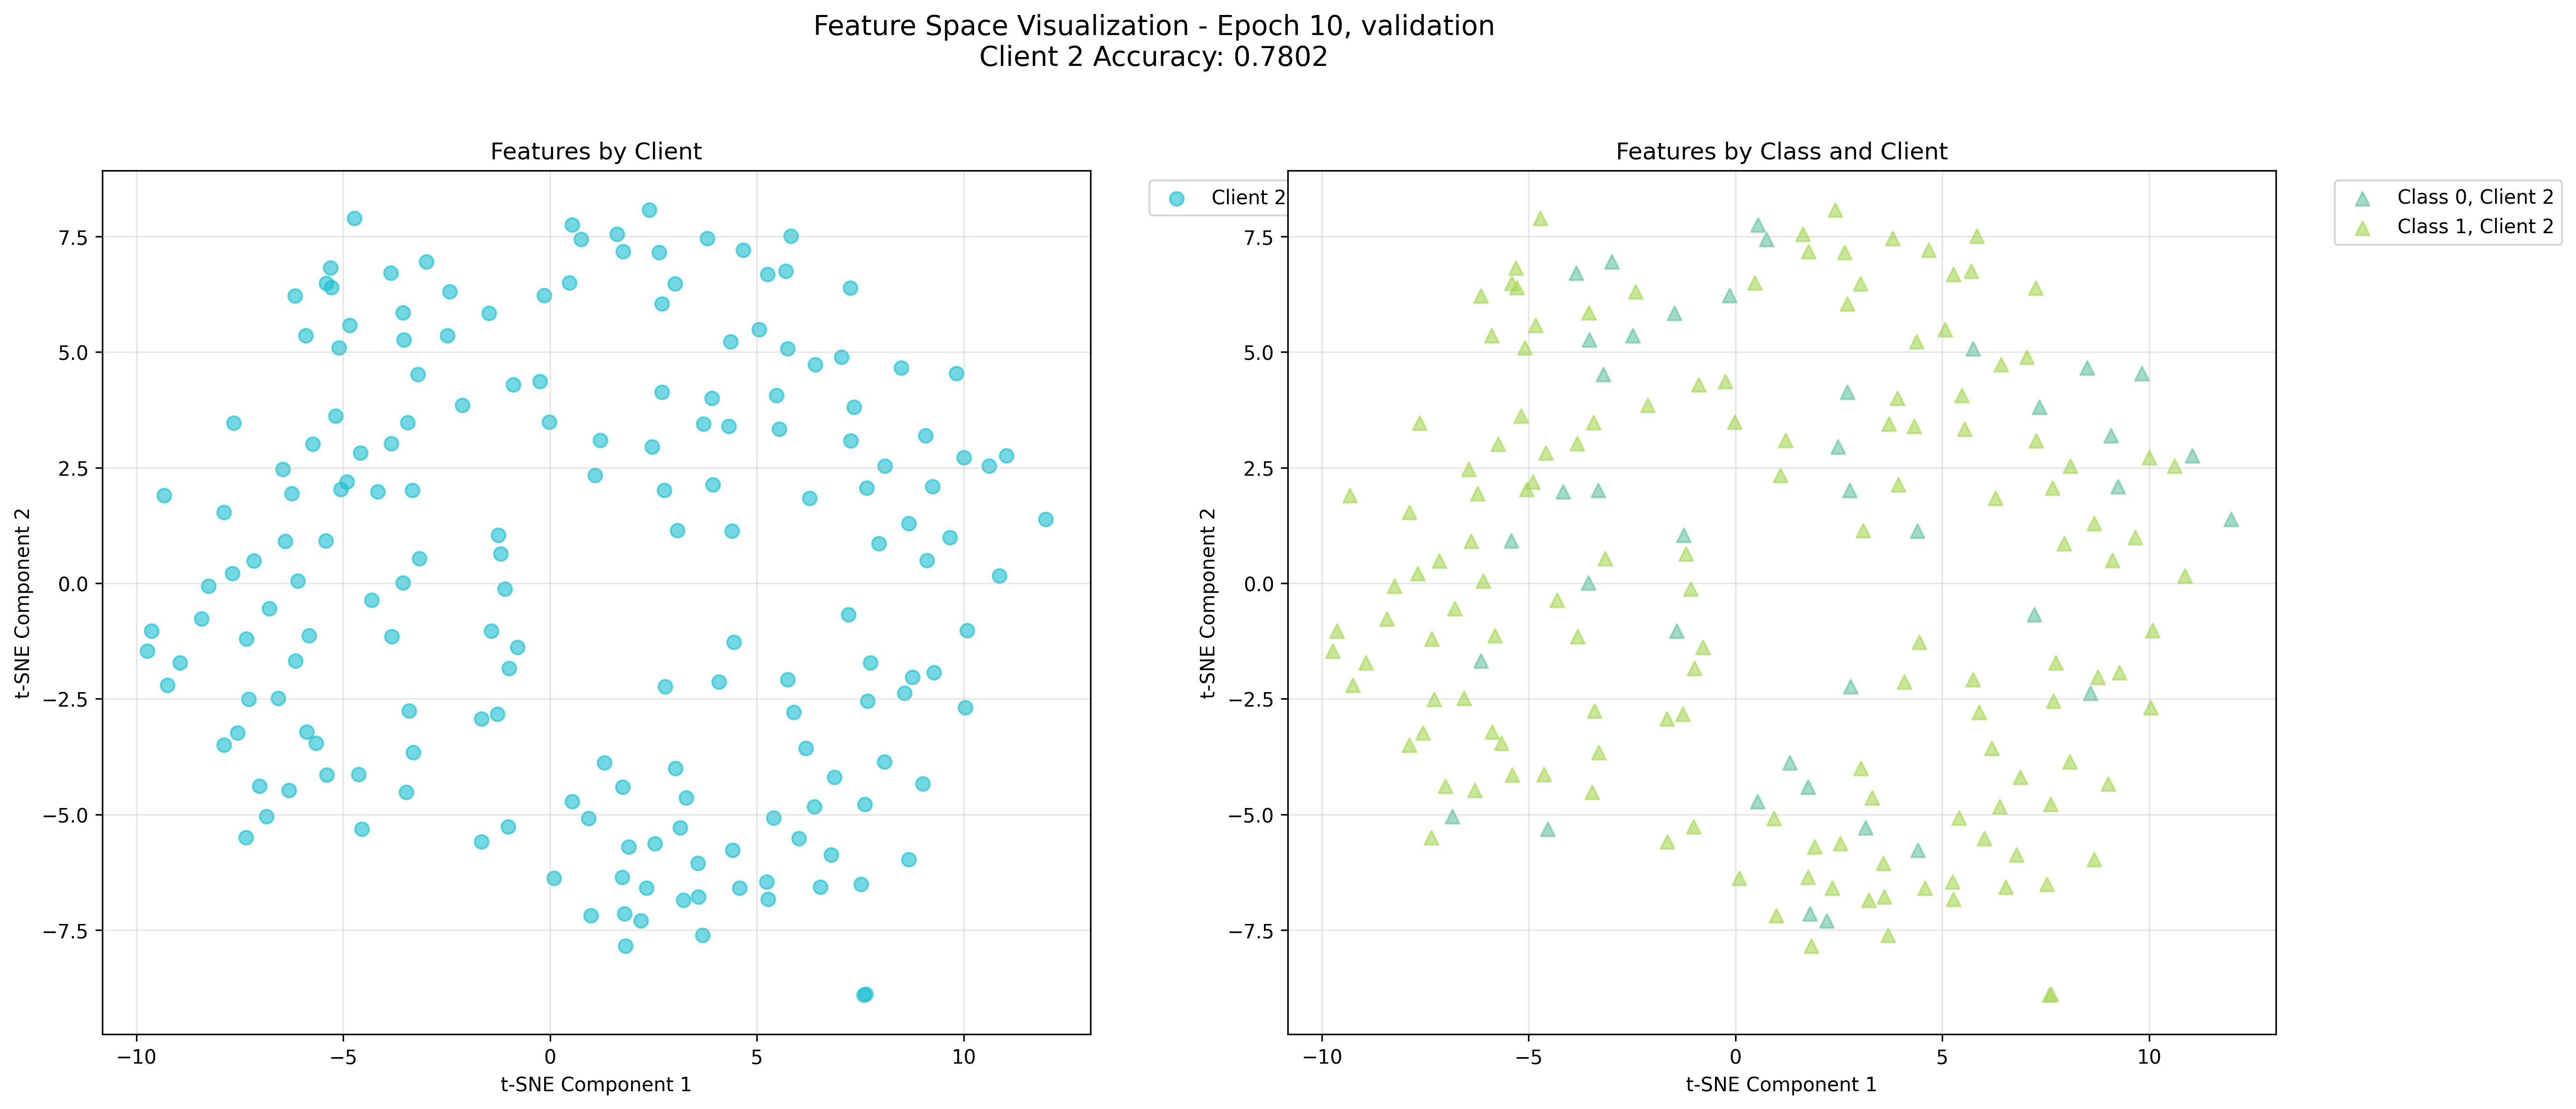 Feature Space Visualization - Epoch 10, validation
Client 2 Accuracy: 0.7802
Features by Client
Client 2
7.5
5.0
2.5
0.0
−2.5
−5.0
−7.5
t-SNE Component 2
−10
−5
0
5
10
t-SNE Component 1
Features by Class and Client
Class 0, Client 2
Class 1, Client 2
7.5
5.0
2.5
0.0
−2.5
−5.0
−7.5
t-SNE Component 2
−10
−5
0
5
10
t-SNE Component 1